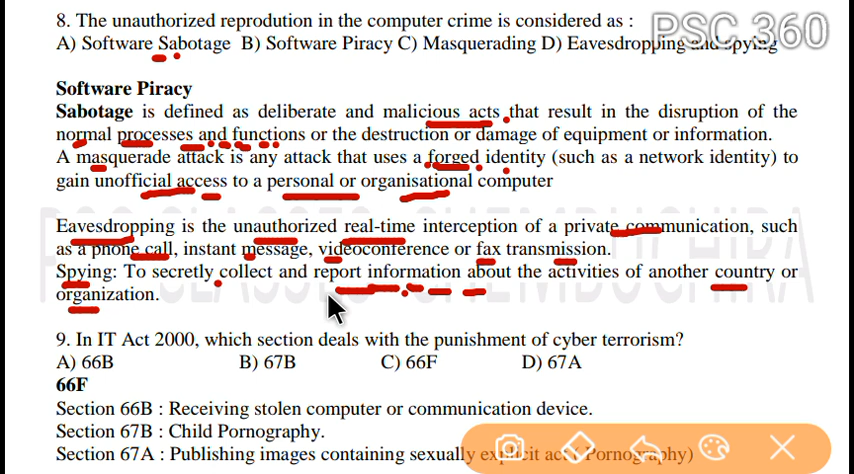 8. The unauthorized reprodution in the computer crime is considered as :
PSC 360
A) Software Sabotage B) Software Piracy C) Masquerading D) Eavesdropping and spying
Software Piracy
Sabotage is defined as deliberate and malicious acts that result in the disruption of the
normal processes and functions or the destruction or damage of equipment or information.
A masquerade attack is any attack that uses a forged identity (such as a network identity) to
gain unofficial access to a personal or organisational computer
Eavesdropping is the unauthorized real-time interception of a private communication, such
as a phone call, instant message, videoconference or fax transmission.
Spying: To secretly collect and report information about the activities of another country or
organization.
9. In IT Act 2000, which section deals with the punishment of cyber terrorism?
A) 66B B) 67B C) 66F D) 67A
66F
Section 66B : Receiving stolen computer or communication device.
Section 67B : Child Pornography.
Section 67A : Publishing images containing sexually explicit act ( Pornography)